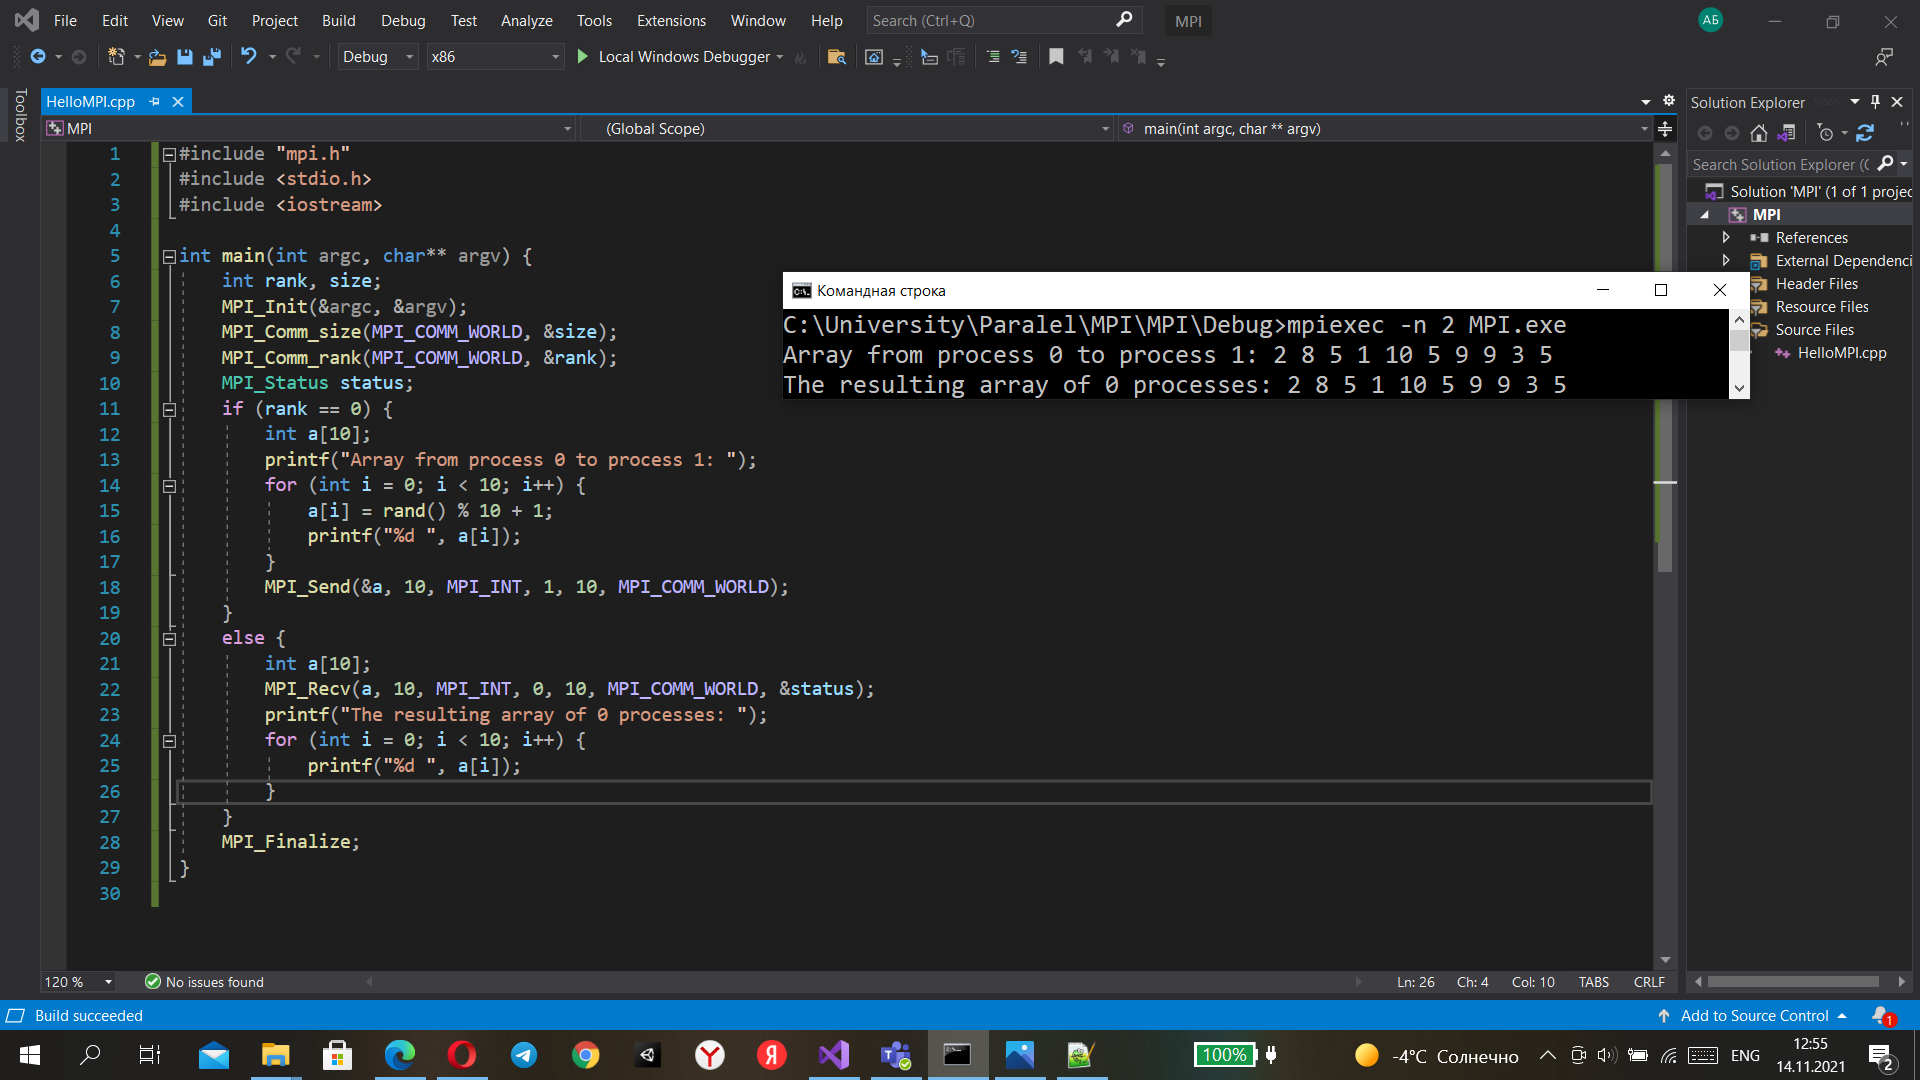 File Edit View Git Project Build Debug Test Analyze Tools Extensions Window Help Search (Ctrl+Q) MPI АБ
Debug x86 Local Windows Debugger
Toolbox
HelloMPI.cpp
MPI (Global Scope) main(int argc, char ** argv)
1 #include "mpi.h"
2 #include <stdio.h>
3 #include <iostream>
4
5 int main(int argc, char** argv) {
6 int rank, size;
7 MPI_Init(&argc, &argv);
8 MPI_Comm_size(MPI_COMM_WORLD, &size);
9 MPI_Comm_rank(MPI_COMM_WORLD, &rank);
10 MPI_Status status;
11 if (rank == 0) {
12 int a[10];
13 printf("Array from process 0 to process 1: ");
14 for (int i = 0; i < 10; i++) {
15 a[i] = rand() % 10 + 1;
16 printf("%d ", a[i]);
17 }
18 MPI_Send(&a, 10, MPI_INT, 1, 10, MPI_COMM_WORLD);
19 }
20 else {
21 int a[10];
22 MPI_Recv(a, 10, MPI_INT, 0, 10, MPI_COMM_WORLD, &status);
23 printf("The resulting array of 0 processes: ");
24 for (int i = 0; i < 10; i++) {
25 printf("%d ", a[i]);
26 }
27 }
28 MPI_Finalize;
29 }
30
Командная строка
C:\University\Paralel\MPI\MPI\Debug>mpiexec -n 2 MPI.exe
Array from process 0 to process 1: 2 8 5 1 10 5 9 9 3 5
The resulting array of 0 processes: 2 8 5 1 10 5 9 9 3 5
Solution Explorer
Search Solution Explorer (
Solution 'MPI' (1 of 1 projec
MPI
References
External Dependenci
Header Files
Resource Files
Source Files
HelloMPI.cpp
120 % No issues found Ln: 26 Ch: 4 Col: 10 TABS CRLF
Build succeeded Add to Source Control 1
100% -4°C Солнечно ENG 12:55
14.11.2021 2